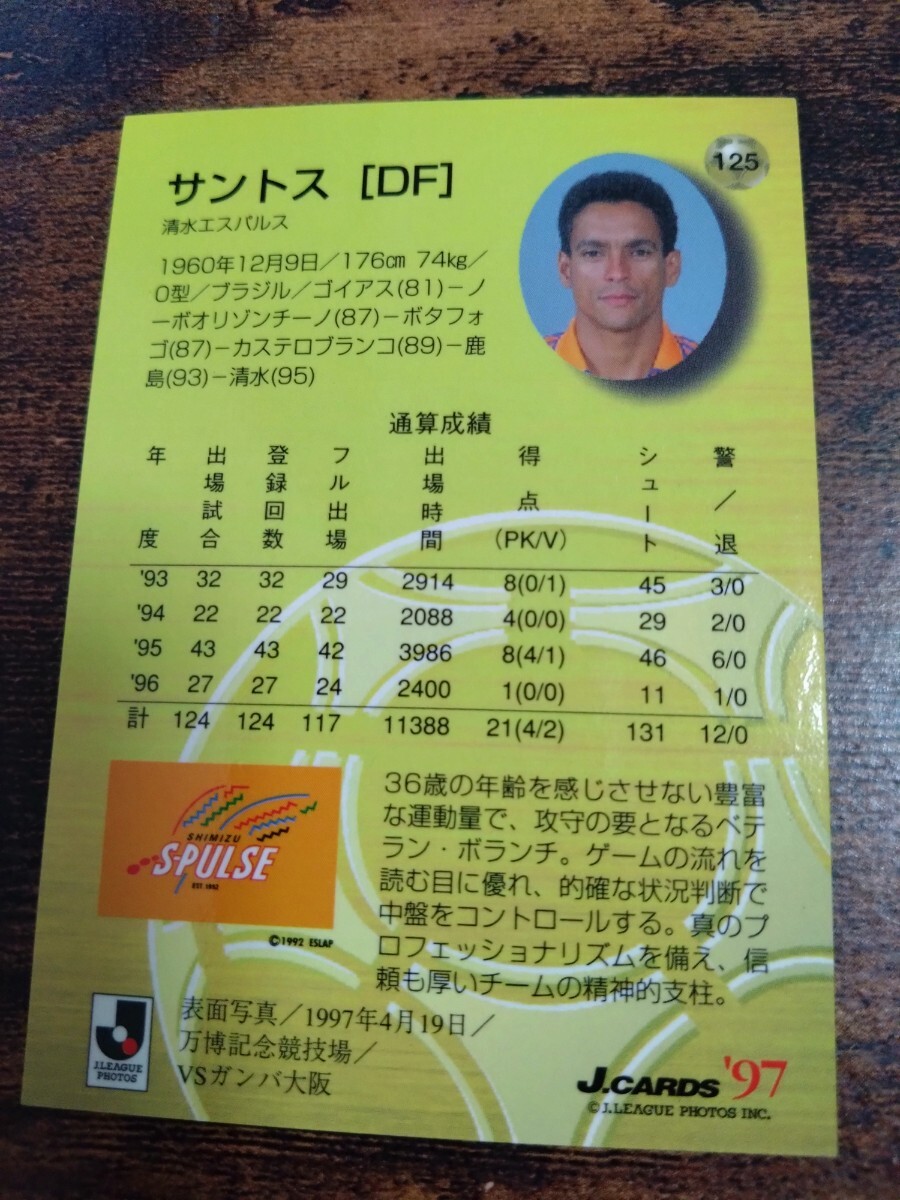 125
サントス [DF]
清水エスパルス
1960年12月9日／176㎝ 74㎏／
O型／ブラジル／ゴイアス(81)−ノ
ーボオリゾンチーノ(87)−ボタフォ
ゴ(87)−カステロブランコ(89)−鹿
島(93)−清水(95)
通算成績
年度 出場試合 登録回数 フル出場 出場時間 得点(PK/V) シュート 警／退
'93 32 32 29 2914 8(0/1) 45 3/0
'94 22 22 22 2088 4(0/0) 29 2/0
'95 43 43 42 3986 8(4/1) 46 6/0
'96 27 27 24 2400 1(0/0) 11 1/0
計 124 124 117 11388 21(4/2) 131 12/0
36歳の年齢を感じさせない豊富
な運動量で、攻守の要となるベテ
ラン・ボランチ。ゲームの流れを
読む目に優れ、的確な状況判断で
中盤をコントロールする。真のプ
ロフェッショナリズムを備え、信
頼も厚いチームの精神的支柱。
SHIMIZU
S-PULSE
EST. 1992
©1992 ESLAP
表面写真／1997年4月19日／
万博記念競技場／
VSガンバ大阪
J.LEAGUE
PHOTOS
J.CARDS '97
©J.LEAGUE PHOTOS INC.